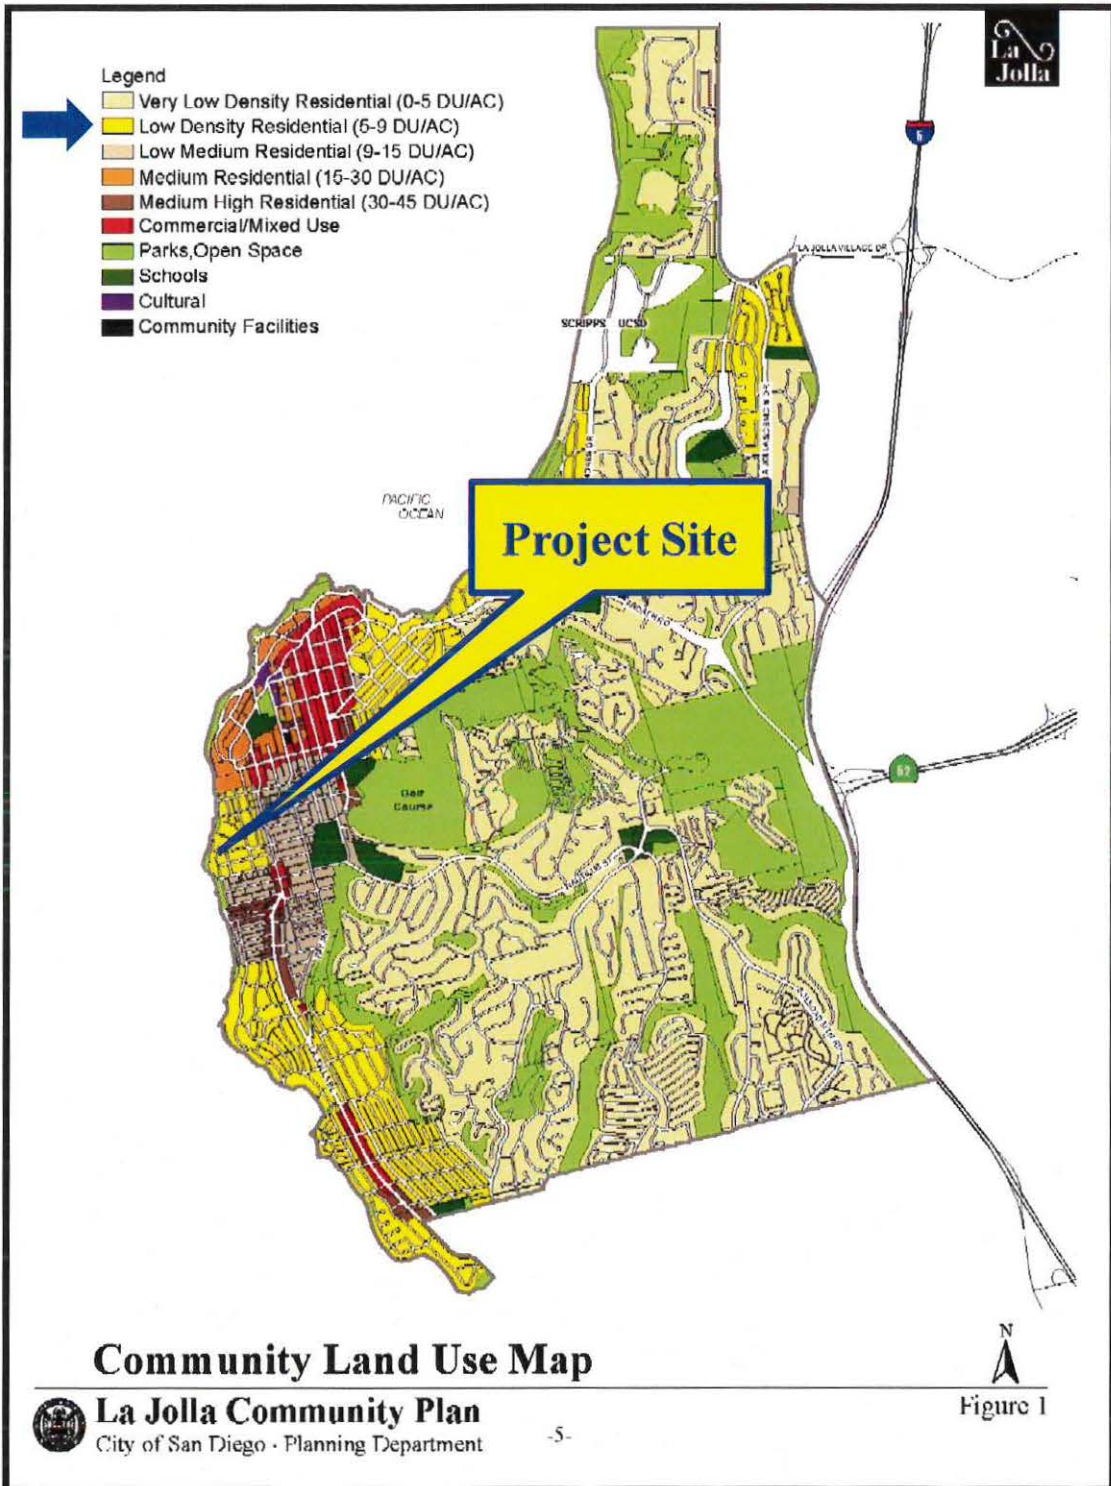 La
Jolla
Legend
Very Low Density Residential (0-5 DU/AC)
Low Density Residential (5-9 DU/AC)
Low Medium Residential (9-15 DU/AC)
Medium Residential (15-30 DU/AC)
Medium High Residential (30-45 DU/AC)
Commercial/Mixed Use
Parks,Open Space
Schools
Cultural
Community Facilities
5
LA JOLLA VILLAGE DR
SCRIPPS UCSD
PACIFIC
OCEAN
Project Site
52
Golf
Course
Community Land Use Map
N
Figure 1
La Jolla Community Plan
City of San Diego · Planning Department
-5-